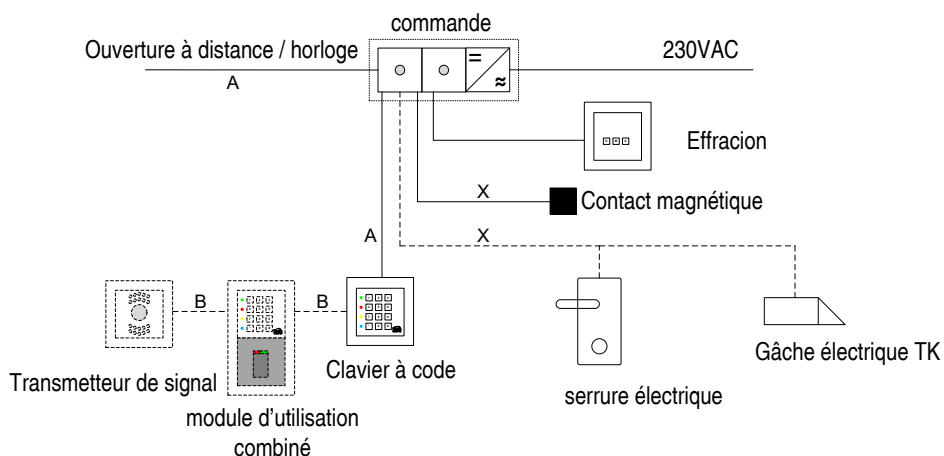 commande
Ouverture à distance / horloge
230VAC
A
Effracion
X
Contact magnétique
A
X
B
B
Transmetteur de signal
Clavier à code
module d'utilisation
combiné
serrure électrique
Gâche électrique TK